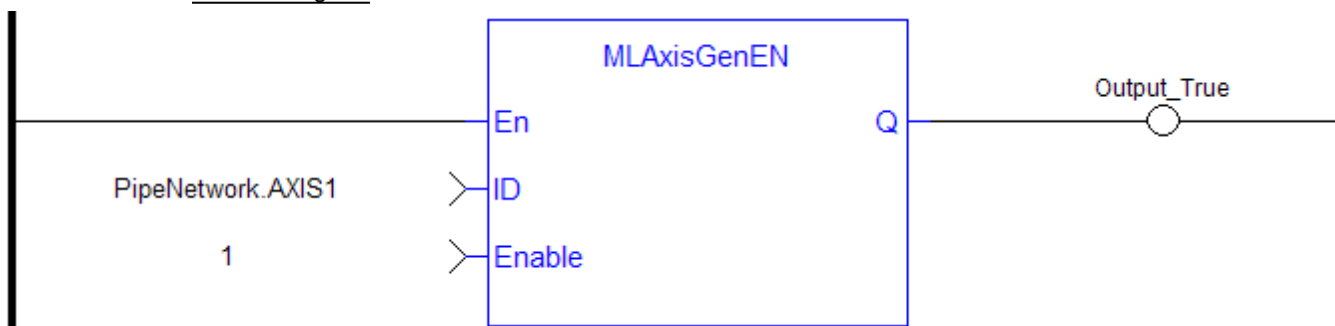 MLAxisGenEN
Output_True
En
Q
PipeNetwork.AXIS1
ID
1
Enable